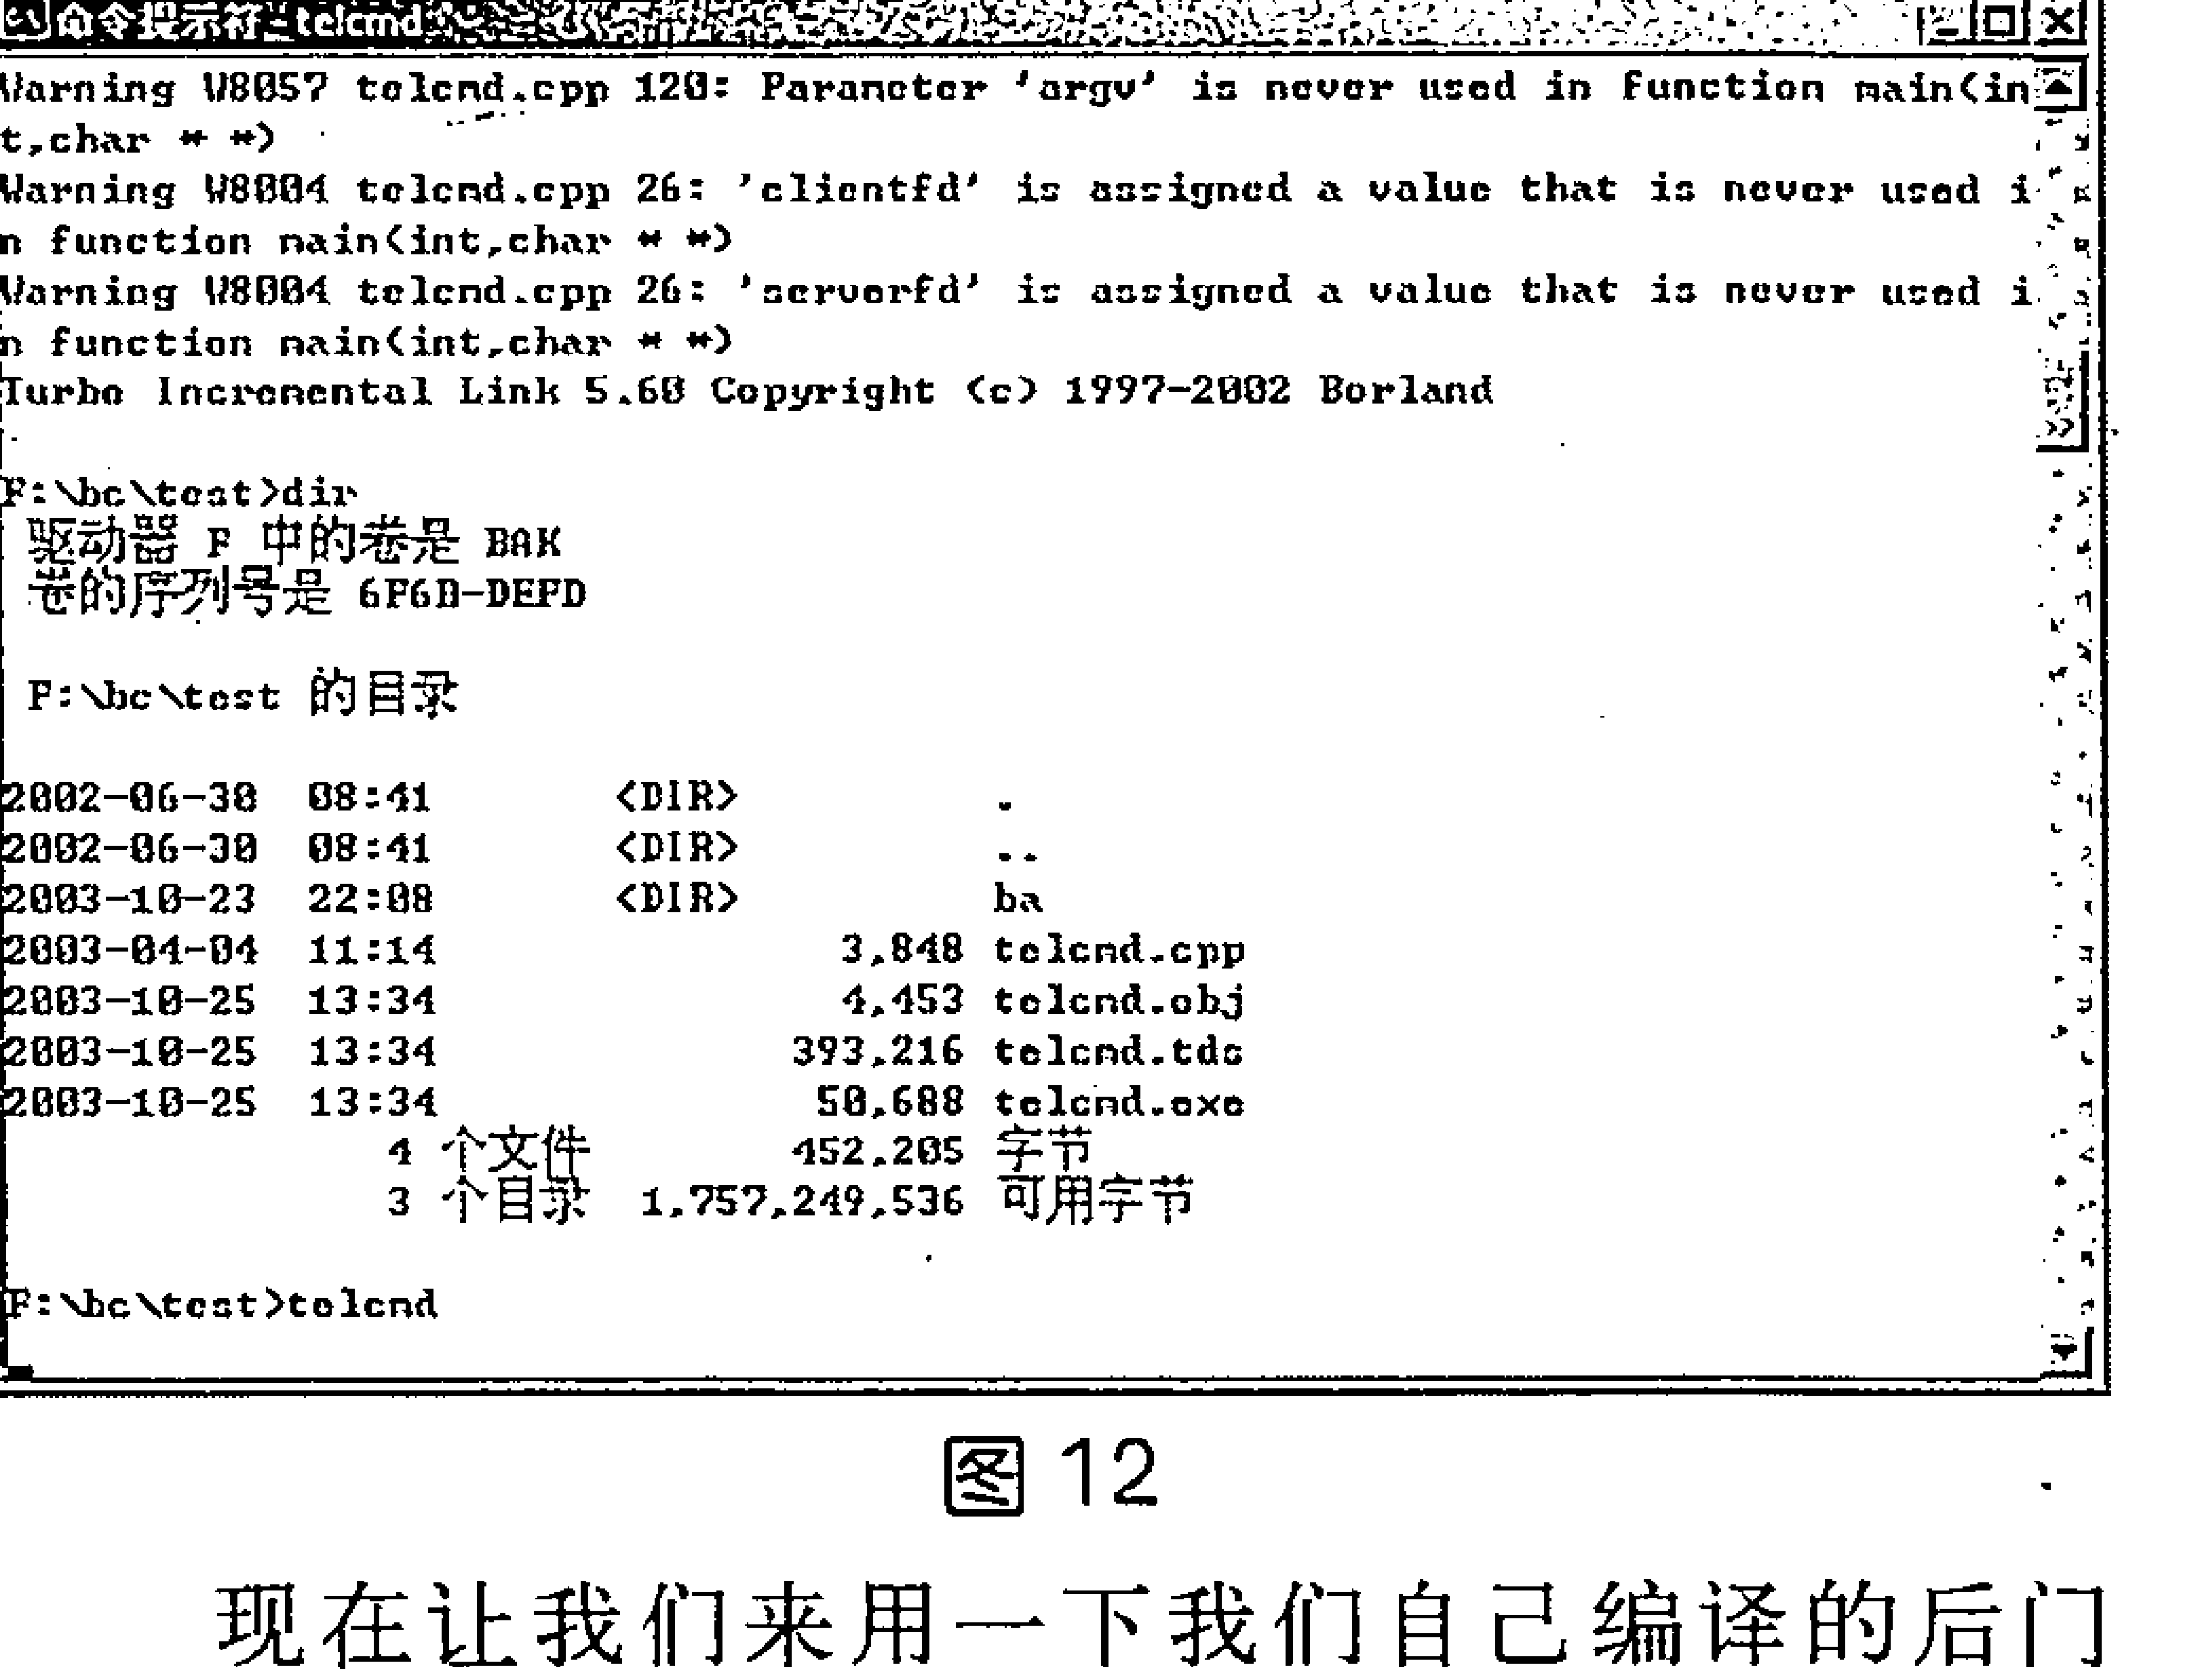 命令提示符 - telcmd
Warning W8057 telcmd.cpp 120: Parameter 'argv' is never used in function main(in
t,char * *)
Warning W8004 telcmd.cpp 26: 'clientfd' is assigned a value that is never used i
n function main(int,char * *)
Warning W8004 telcmd.cpp 26: 'serverfd' is assigned a value that is never used i
n function main(int,char * *)
Turbo Incremental Link 5.60 Copyright (c) 1997-2002 Borland
F:\bc\test>dir
驱动器 F 中的卷是 BAK
卷的序列号是
F:\bc\test 的目录
2002-06-30 08:41 <DIR> .
2002-06-30 08:41 <DIR> ..
2003-10-23 22:08 <DIR> ba
2003-04-04 11:14 3,848 telcmd.cpp
2003-10-25 13:34 4,453 telcmd.obj
2003-10-25 13:34 393,216 telcmd.tds
2003-10-25 13:34 50,688 telcmd.exe
4 个文件 452,205 字节
3 个目录 1,757,249,536 可用字节
F:\bc\test>telcmd
图 12
现在让我们来用一下我们自己编译的后门